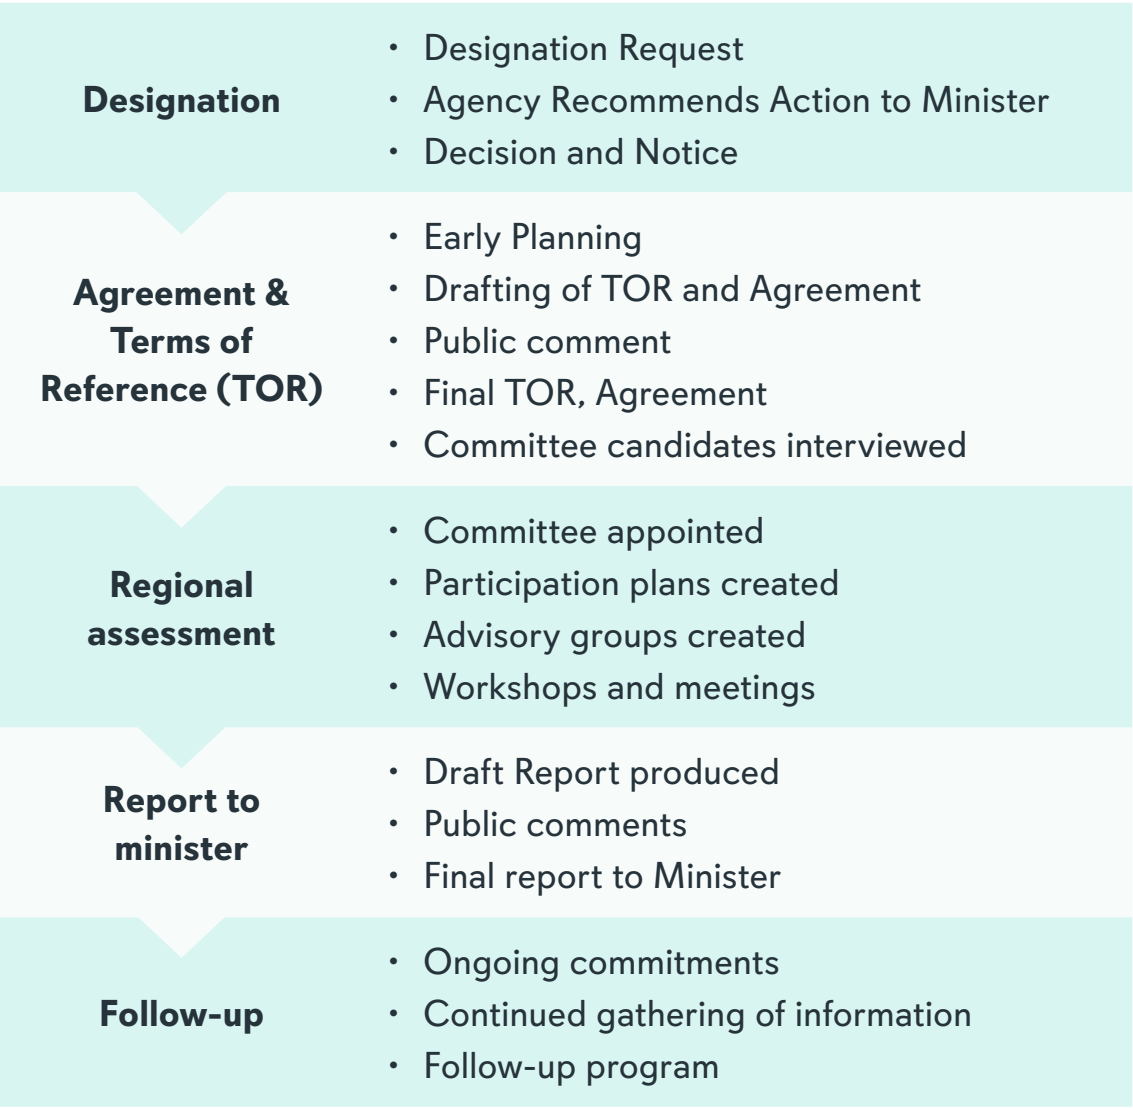 Designation
• Designation Request
• Agency Recommends Action to Minister
• Decision and Notice
Agreement &
Terms of
Reference (TOR)
• Early Planning
• Drafting of TOR and Agreement
• Public comment
• Final TOR, Agreement
• Committee candidates interviewed
Regional
assessment
• Committee appointed
• Participation plans created
• Advisory groups created
• Workshops and meetings
Report to
minister
• Draft Report produced
• Public comments
• Final report to Minister
Follow-up
• Ongoing commitments
• Continued gathering of information
• Follow-up program